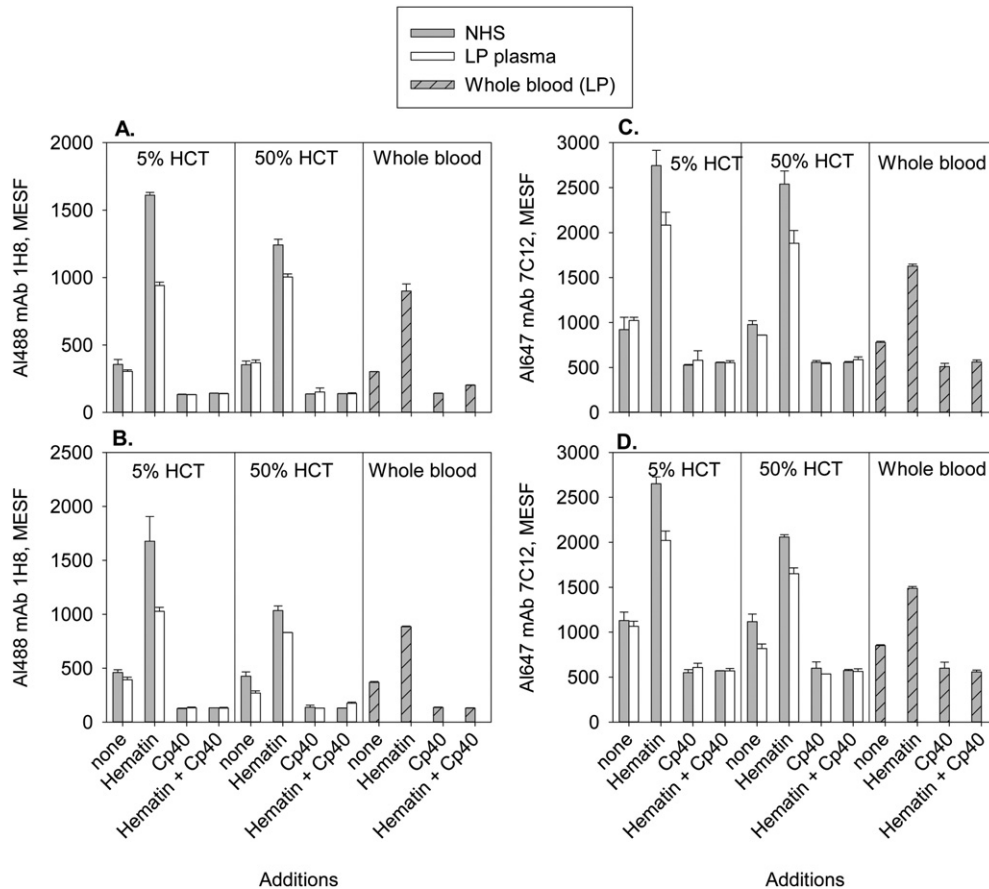 NHS
LP plasma
Whole blood (LP)
A.
5% HCT 50% HCT Whole blood
2000
1500
1000
500
0
Al488 mAb 1H8, MESF
C.
5% HCT 50% HCT Whole blood
3000
2500
2000
1500
1000
500
0
Al647 mAb 7C12, MESF
B.
5% HCT 50% HCT Whole blood
2500
2000
1500
1000
500
0
Al488 mAb 1H8, MESF
none
Hematin
Cp40
Hematin + Cp40
none
Hematin
Cp40
Hematin + Cp40
none
Hematin
Cp40
Hematin + Cp40
Additions
D.
5% HCT 50% HCT Whole blood
3000
2500
2000
1500
1000
500
0
Al647 mAb 7C12, MESF
none
Hematin
Cp40
Hematin + Cp40
none
Hematin
Cp40
Hematin + Cp40
none
Hematin
Cp40
Hematin + Cp40
Additions